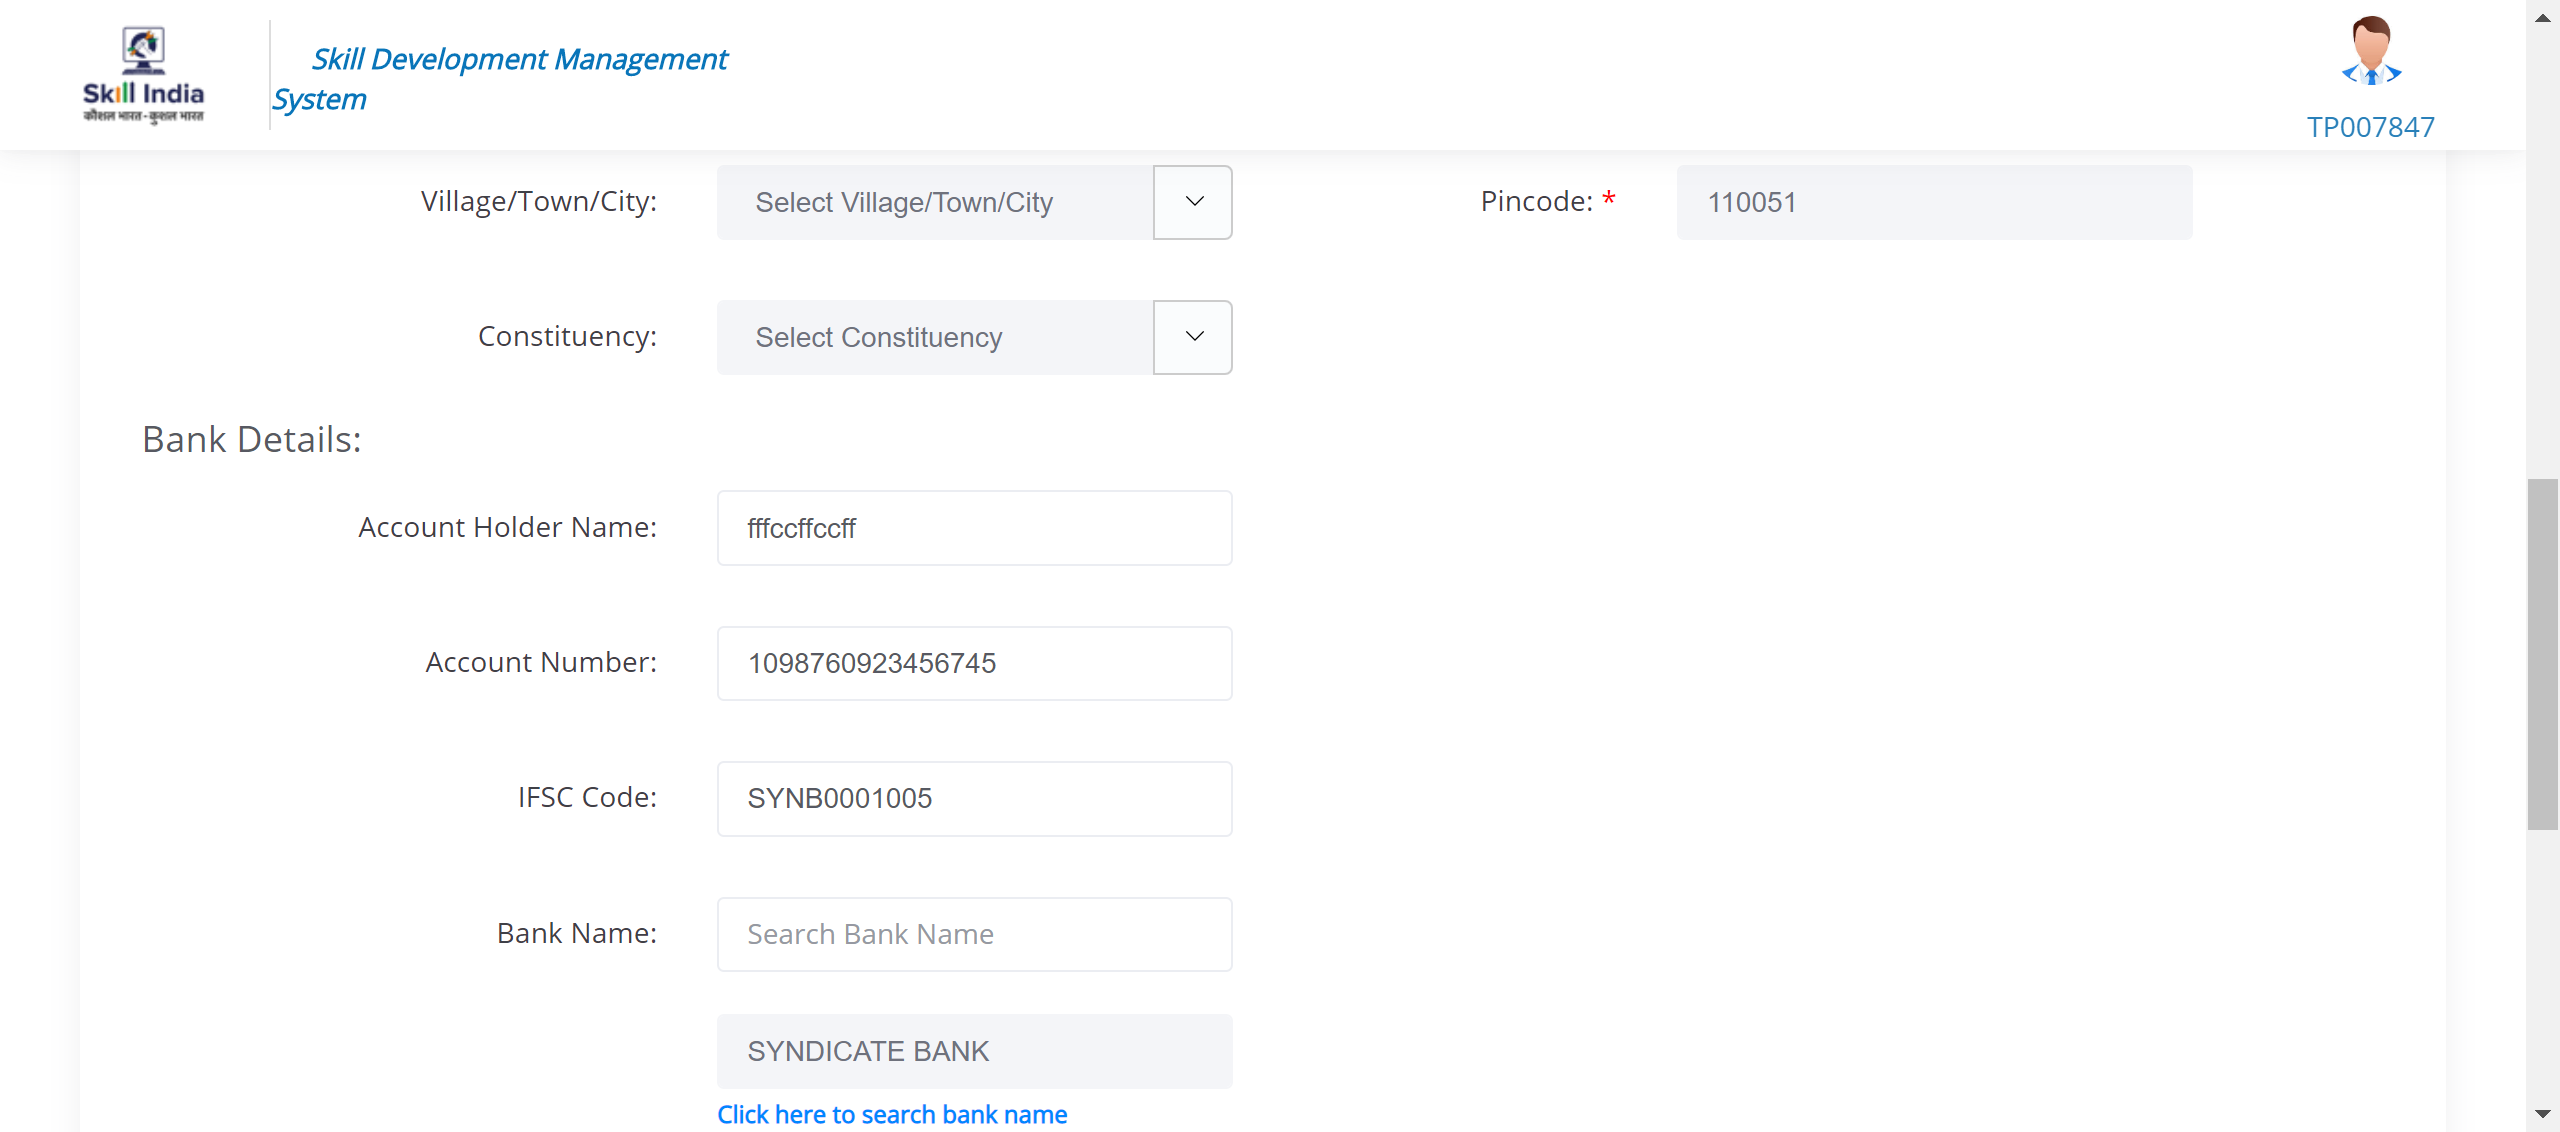 Skill India
कौशल भारत - कुशल भारत
Skill Development Management
System
TP007847
Village/Town/City:
Select Village/Town/City
Pincode: *
110051
Constituency:
Select Constituency
Bank Details:
Account Holder Name:
fffccffccff
Account Number:
1098760923456745
IFSC Code:
SYNB0001005
Bank Name:
Search Bank Name
SYNDICATE BANK
Click here to search bank name